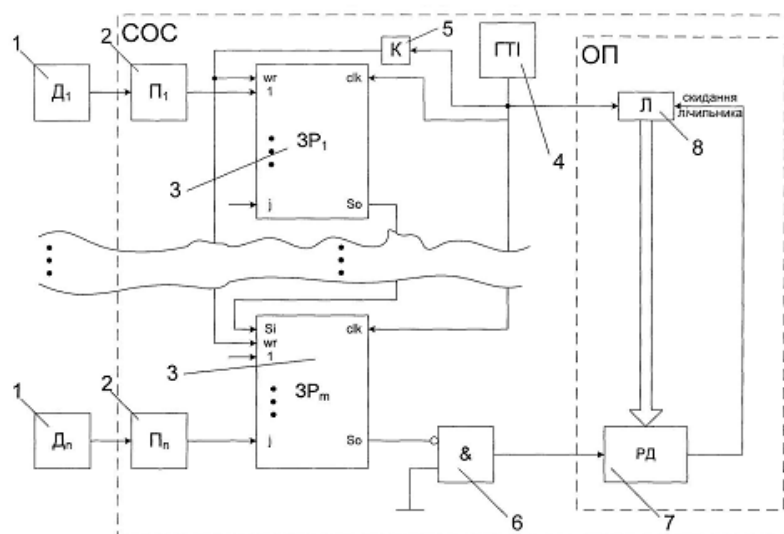 СОС
ОП
1
2
5
К
ГТІ
4
Д₁
П₁
wr
1
clk
ЗР₁
3
j
So
Л
8
скидання
лічильника
Si
wr
1
clk
3
ЗРₘ
j
So
1
2
Дₙ
Пₙ
&
6
РД
7